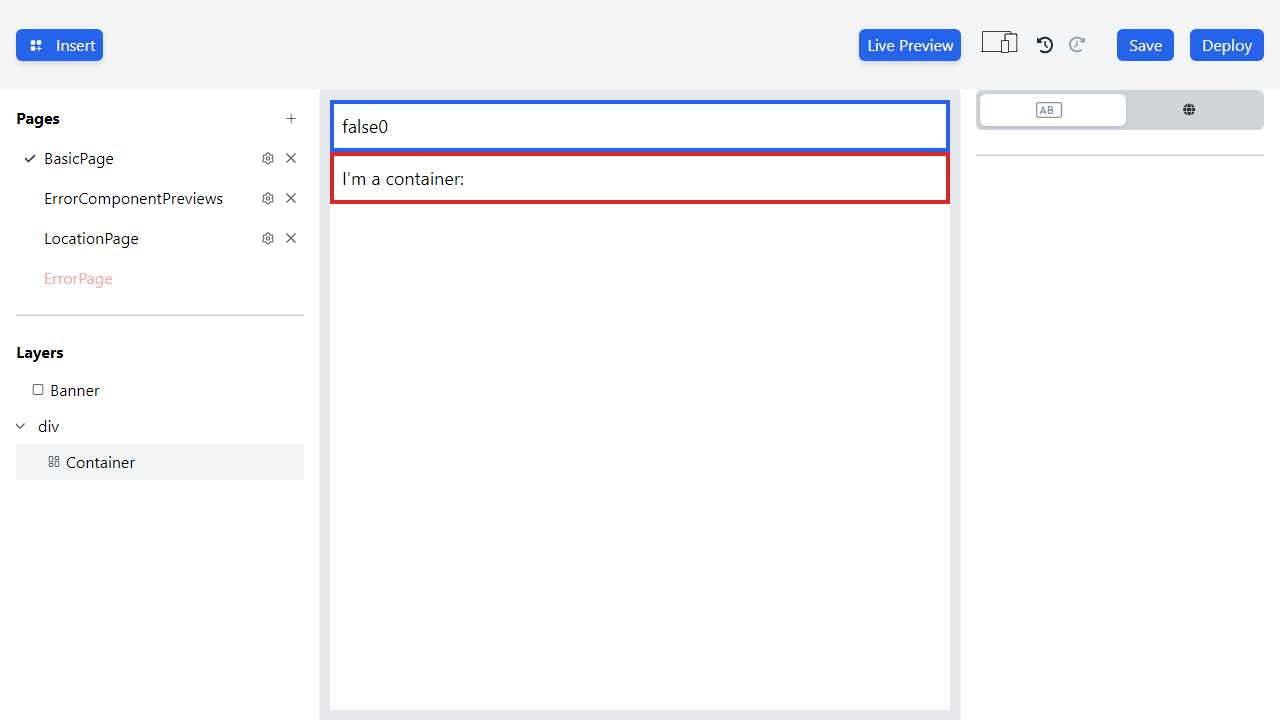 Insert
Live Preview
Save
Deploy
Pages
BasicPage
ErrorComponentPreviews
LocationPage
ErrorPage
Layers
Banner
div
Container
false0
I'm a container:
AB